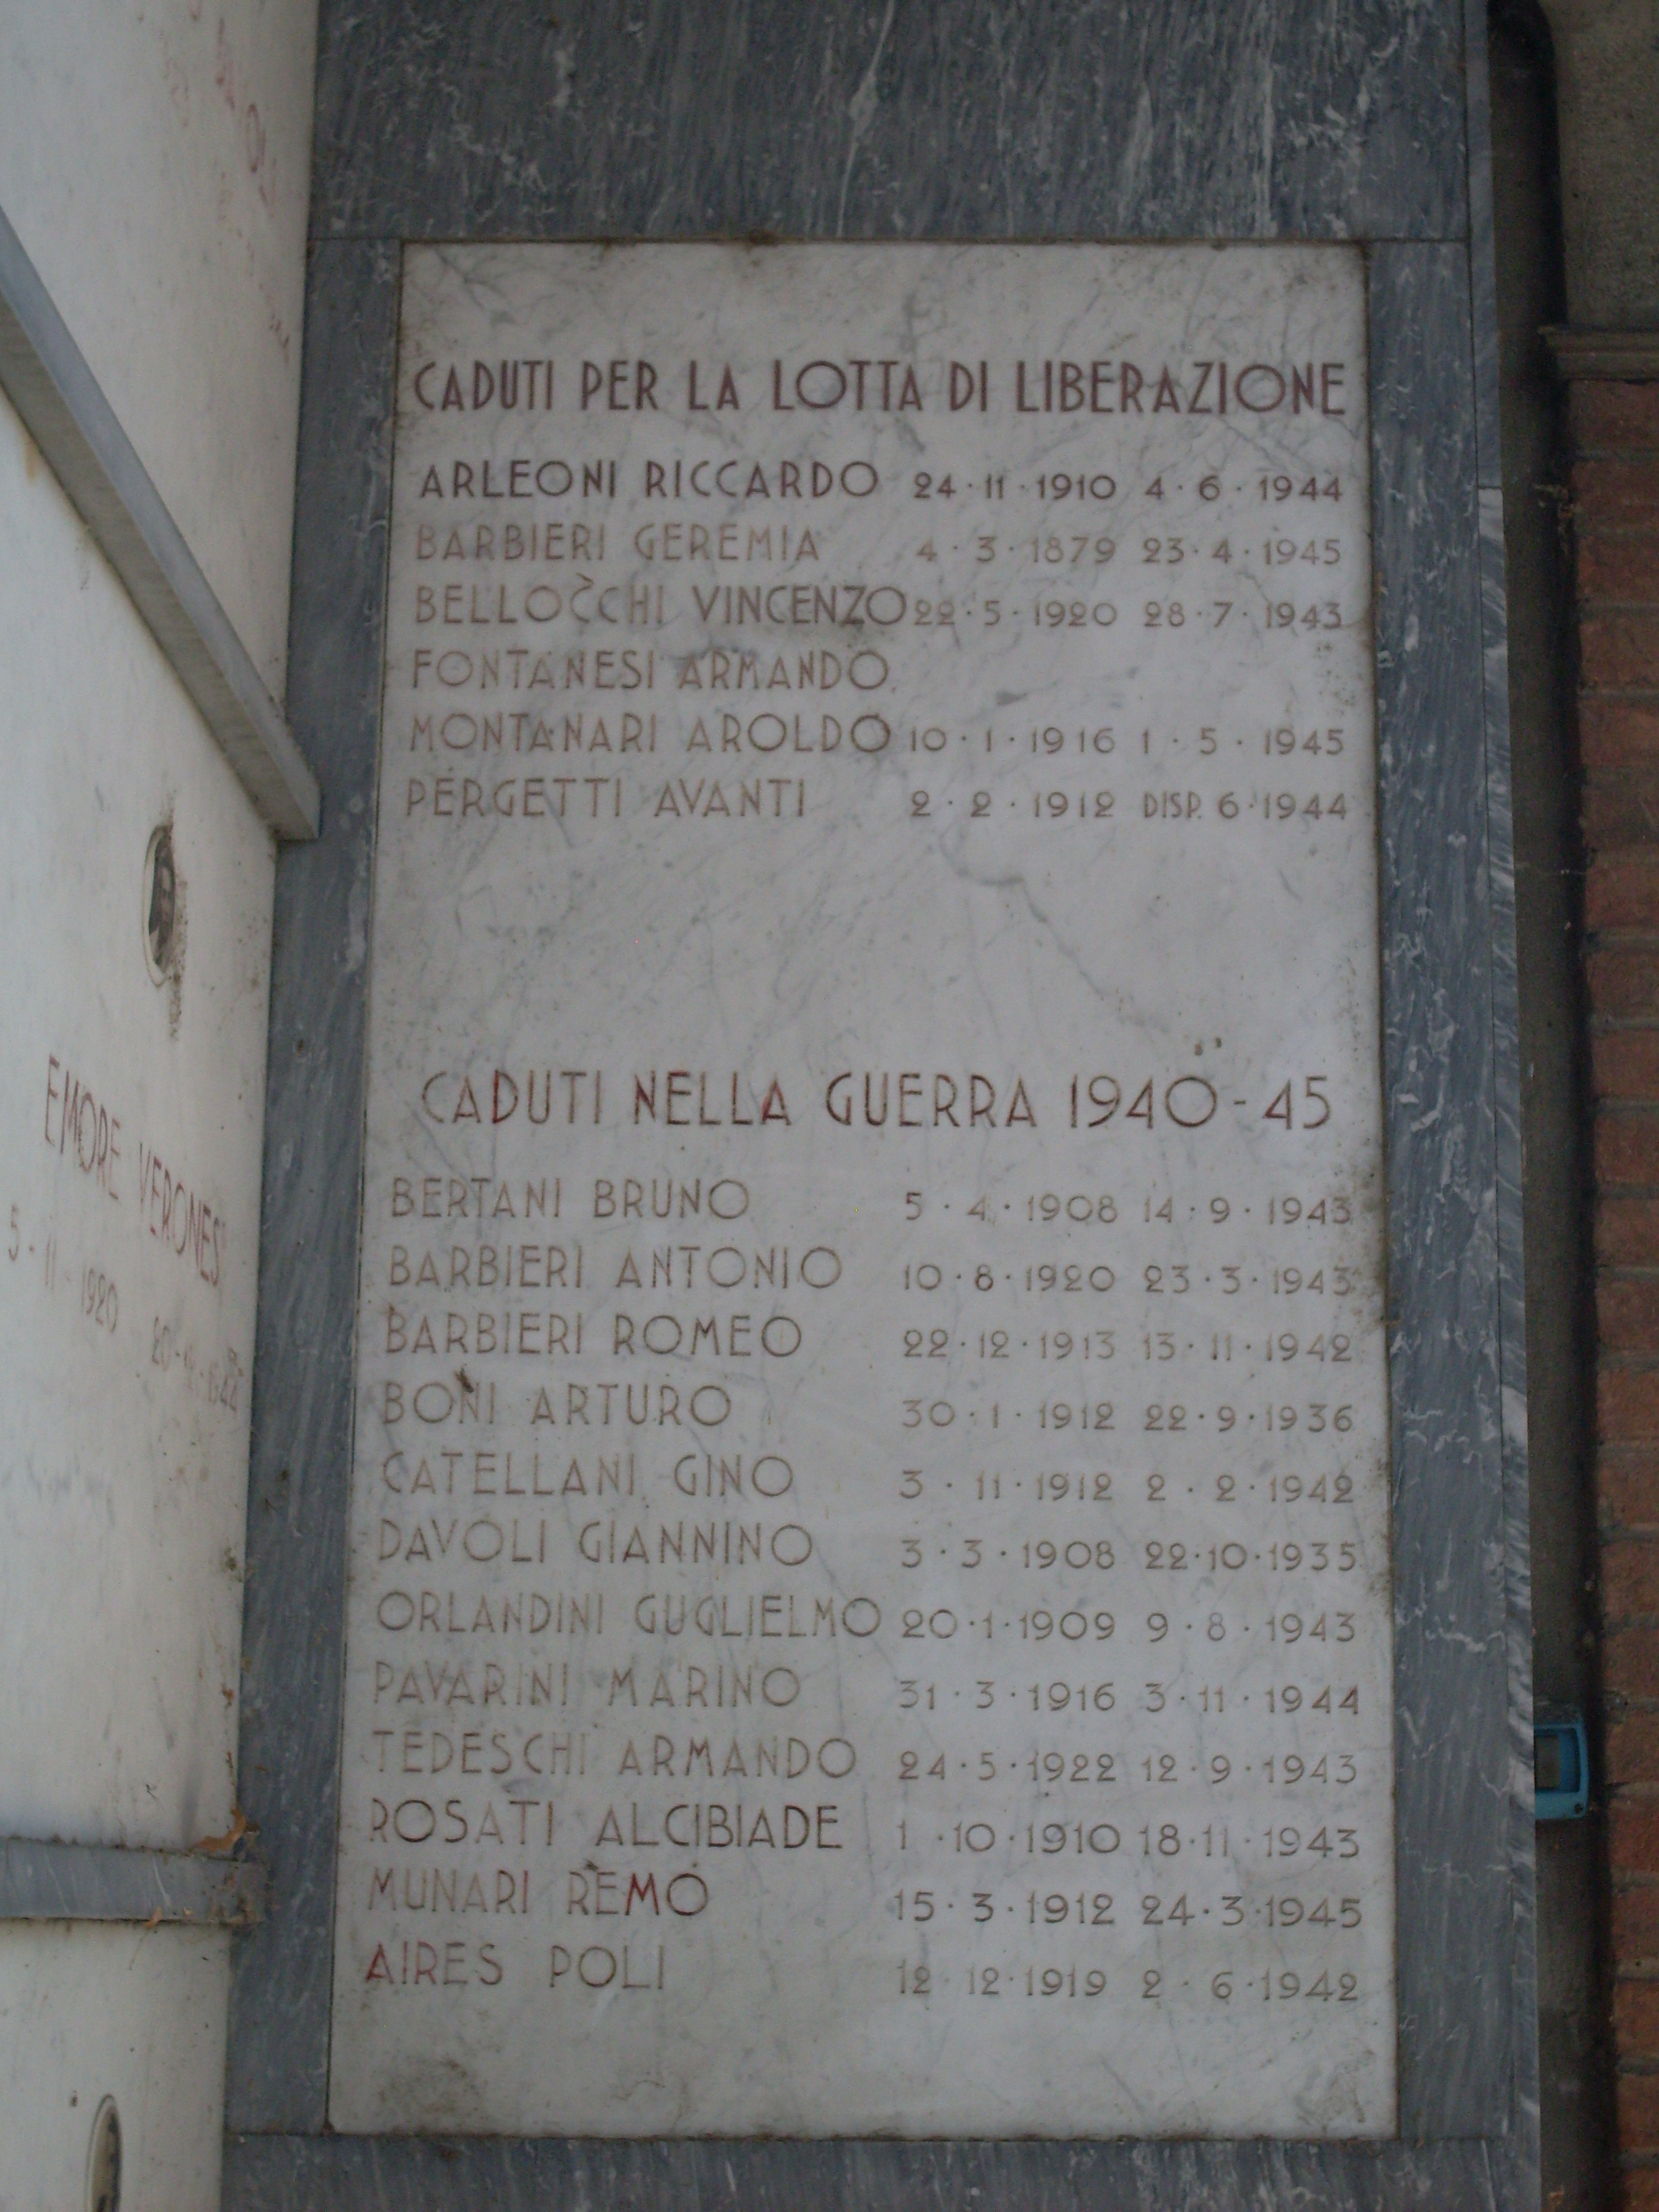 CADUTI PER LA LOTTA DI LIBERAZIONE
ARLEONI RICCARDO 24·11·1910 4·6·1944
BARBIERI GEREMIA 4·3·1879 23·4·1945
BELLOCCHI VINCENZO 22·5·1920 28·7·1943
FONTANESI ARMANDO
MONTANARI AROLDO 10·1·1916 1·5·1945
PERGETTI AVANTI 2·2·1912 DISP. 6·1944
CADUTI NELLA GUERRA 1940-45
BERTANI BRUNO 5·4·1908 14·9·1943
BARBIERI ANTONIO 10·8·1920 23·3·1943
BARBIERI ROMEO 22·12·1913 13·11·1942
BONI ARTURO 30·1·1912 22·9·1936
CATELLANI GINO 3·11·1912 2·2·1942
DAVOLI GIANNINO 3·3·1908 22·10·1935
ORLANDINI GUGLIELMO 20·1·1909 9·8·1943
PAVARINI MARINO 31·3·1916 3·11·1944
TEDESCHI ARMANDO 24·5·1922 12·9·1943
ROSATI ALCIBIADE 1·10·1910 18·11·1943
MUNARI REMO 15·3·1912 24·3·1945
AIRES POLI 12·12·1919 2·6·1942
EMORE VERONESI
5-11-1920